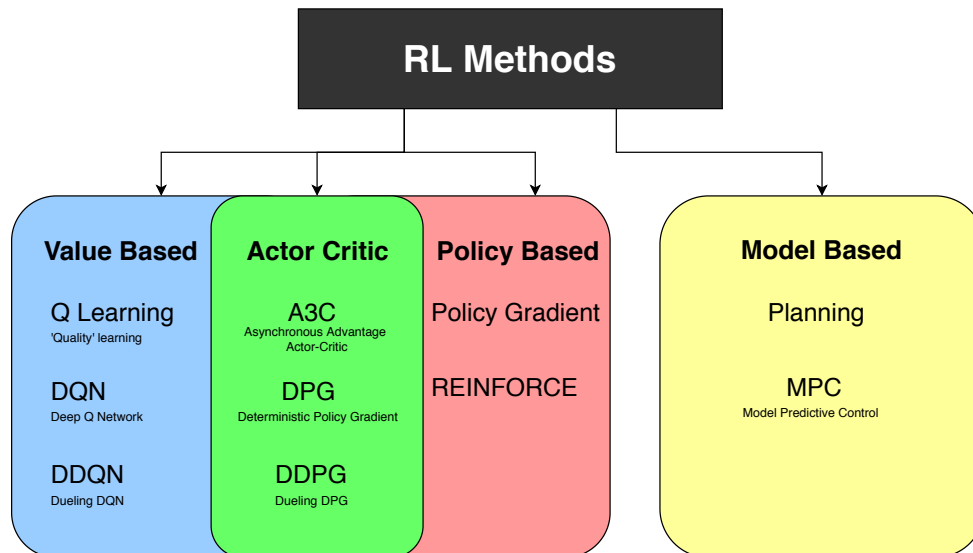 RL Methods
Value Based
Q Learning
'Quality' learning
DQN
Deep Q Network
DDQN
Dueling DQN
Actor Critic
A3C
Asynchronous Advantage
Actor-Critic
DPG
Deterministic Policy Gradient
DDPG
Dueling DPG
Policy Based
Policy Gradient
REINFORCE
Model Based
Planning
MPC
Model Predictive Control